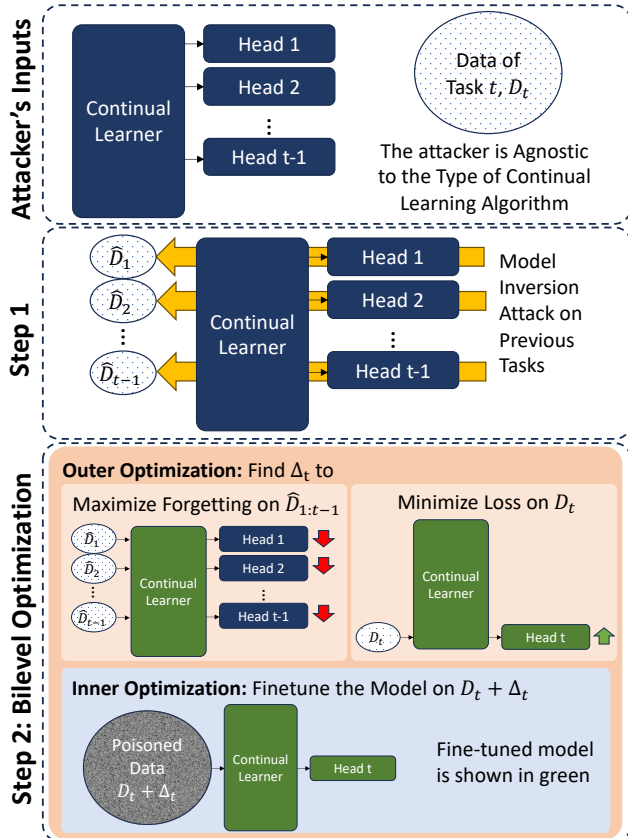 Attacker's Inputs
Continual
Learner
Head 1
Head 2
⋮
Head t-1
Data of
Task t, D_t
The attacker is Agnostic
to the Type of Continual
Learning Algorithm
Step 1
D̂_1
D̂_2
⋮
D̂_{t−1}
Continual
Learner
Head 1
Head 2
⋮
Head t-1
Model
Inversion
Attack on
Previous
Tasks
Step 2: Bilevel Optimization
Outer Optimization: Find Δ_t to
Maximize Forgetting on D̂_{1:t−1}
D̂_1
D̂_2
⋮
D̂_{t−1}
Continual
Learner
Head 1
Head 2
⋮
Head t-1
Minimize Loss on D_t
D_t
Continual
Learner
Head t
Inner Optimization: Finetune the Model on D_t + Δ_t
Poisoned
Data
D_t + Δ_t
Continual
Learner
Head t
Fine-tuned model
is shown in green